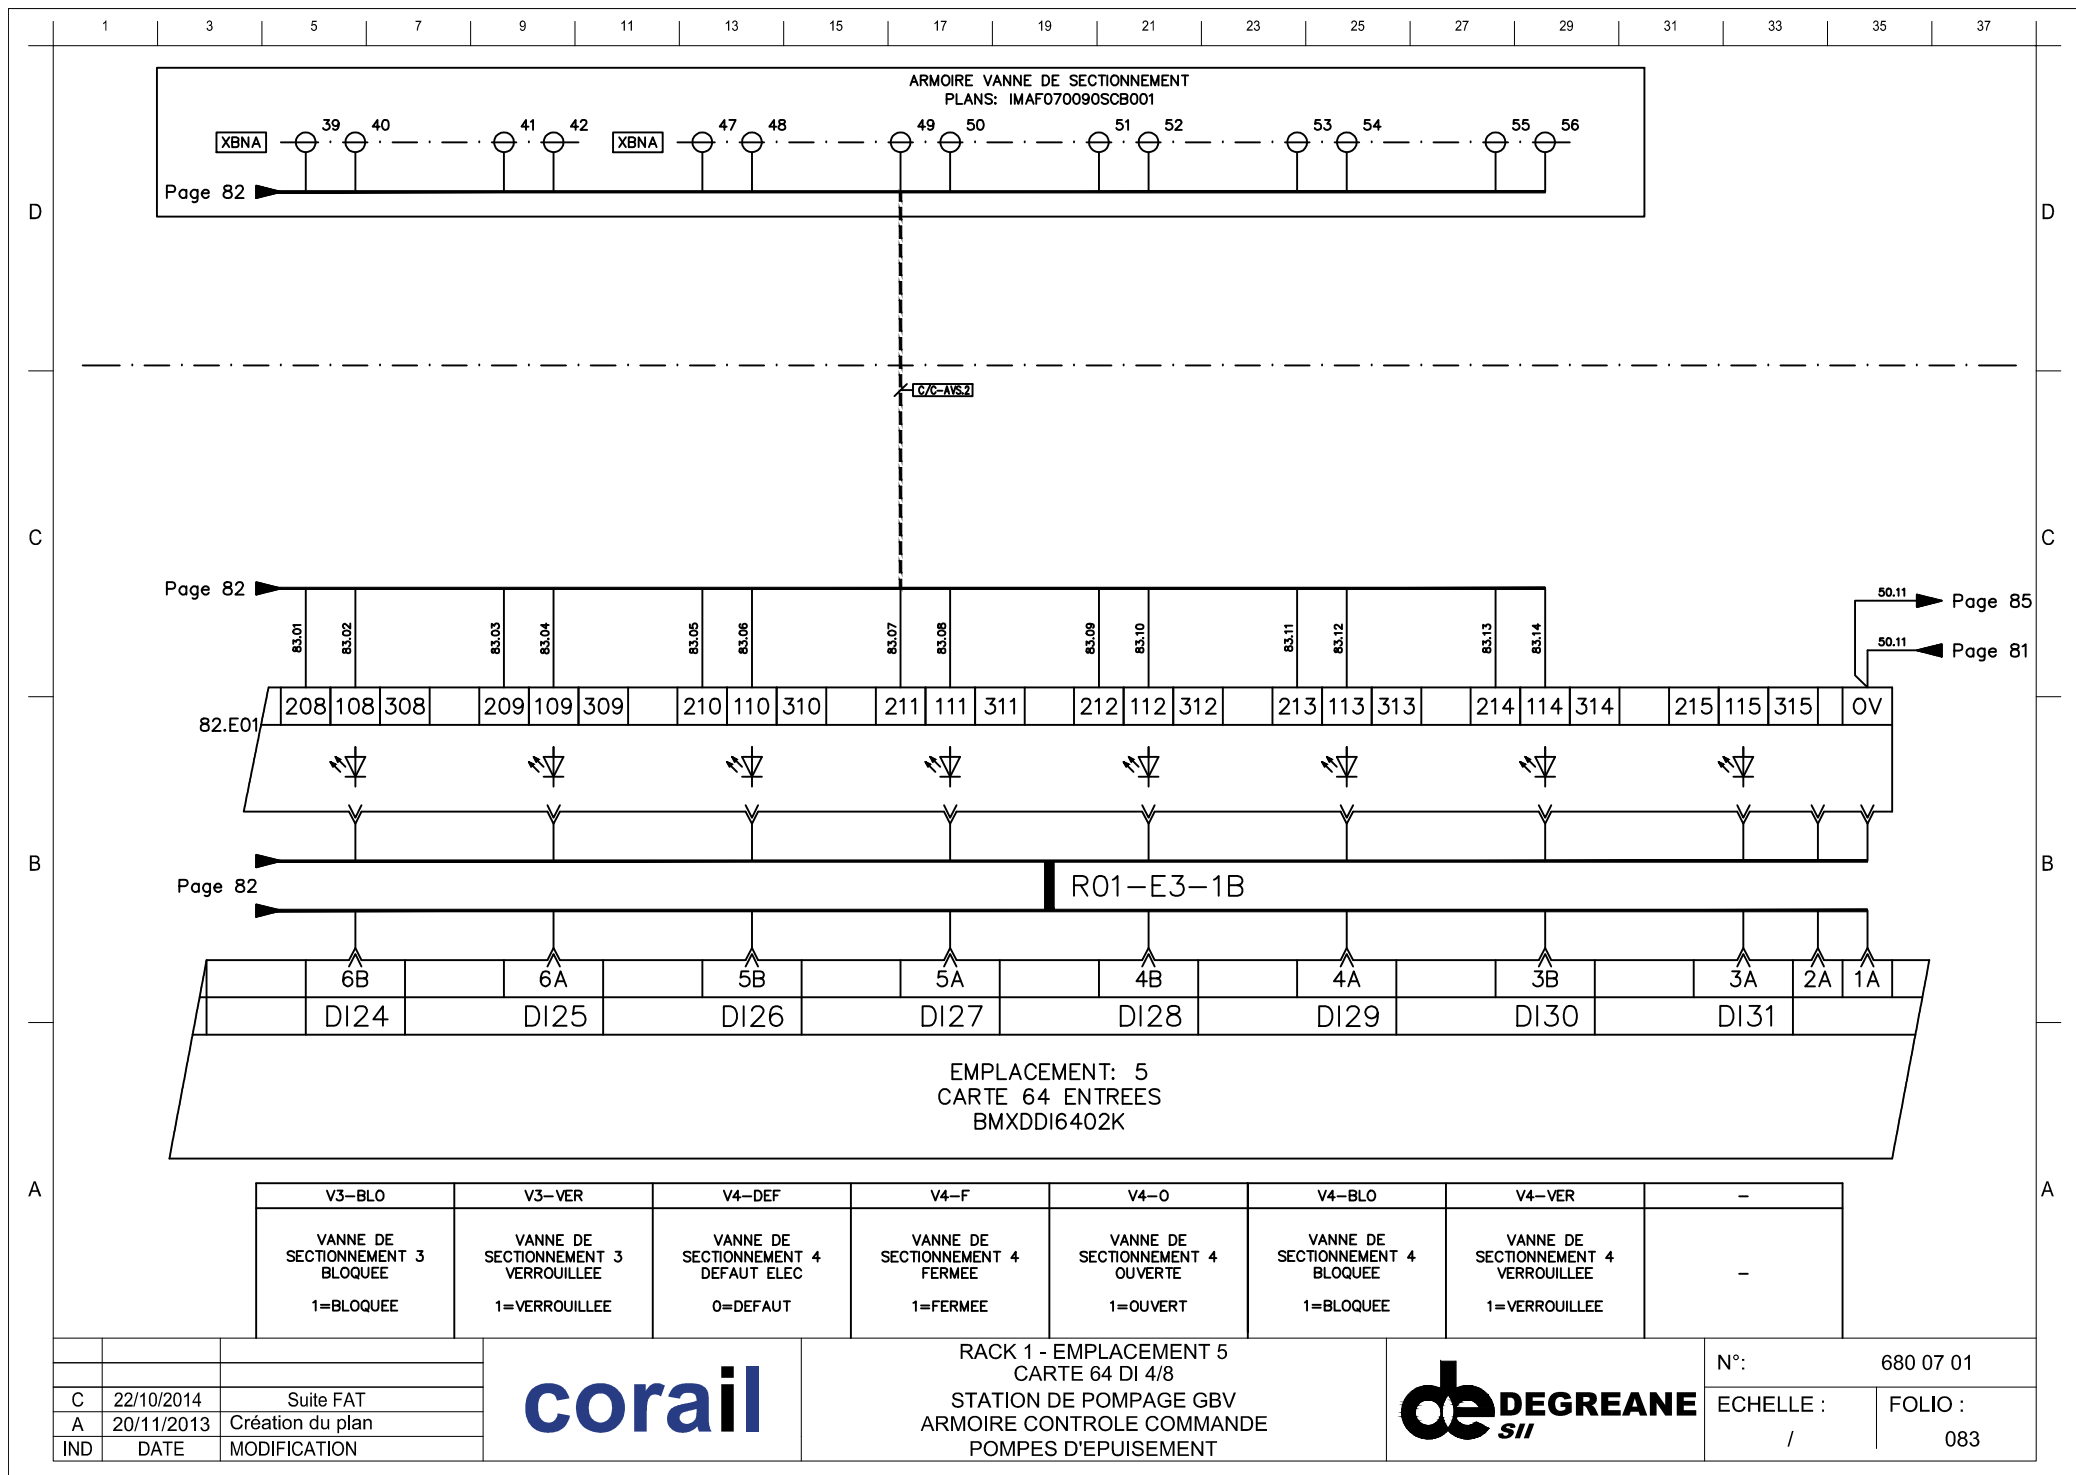 1 3 5 7 9 11 13 15 17 19 21 23 25 27 29 31 33 35 37
ARMOIRE VANNE DE SECTIONNEMENT
PLANS: IMAF070090SCB001
XBNA 39 40 41 42 XBNA 47 48 49 50 51 52 53 54 55 56
Page 82
D D
C/C-AVS.2
C C
Page 82
50.11 Page 85
83.01 83.02 83.03 83.04 83.05 83.06 83.07 83.08 83.09 83.10 83.11 83.12 83.13 83.14
50.11 Page 81
82.E01
208 108 308 209 109 309 210 110 310 211 111 311 212 112 312 213 113 313 214 114 314 215 115 315 0V
B B
Page 82
R01-E3-1B
6B 6A 5B 5A 4B 4A 3B 3A 2A 1A
DI24 DI25 DI26 DI27 DI28 DI29 DI30 DI31
EMPLACEMENT: 5
CARTE 64 ENTREES
BMXDDI6402K
A A
V3-BLO V3-VER V4-DEF V4-F V4-O V4-BLO V4-VER -
VANNE DE
SECTIONNEMENT 3
BLOQUEE
1=BLOQUEE
VANNE DE
SECTIONNEMENT 3
VERROUILLEE
1=VERROUILLEE
VANNE DE
SECTIONNEMENT 4
DEFAUT ELEC
0=DEFAUT
VANNE DE
SECTIONNEMENT 4
FERMEE
1=FERMEE
VANNE DE
SECTIONNEMENT 4
OUVERTE
1=OUVERT
VANNE DE
SECTIONNEMENT 4
BLOQUEE
1=BLOQUEE
VANNE DE
SECTIONNEMENT 4
VERROUILLEE
1=VERROUILLEE
-
C 22/10/2014 Suite FAT
A 20/11/2013 Création du plan
IND DATE MODIFICATION
corail
RACK 1 - EMPLACEMENT 5
CARTE 64 DI 4/8
STATION DE POMPAGE GBV
ARMOIRE CONTROLE COMMANDE
POMPES D'EPUISEMENT
de DEGREANE
SII
N°: 680 07 01
ECHELLE : FOLIO :
/ 083